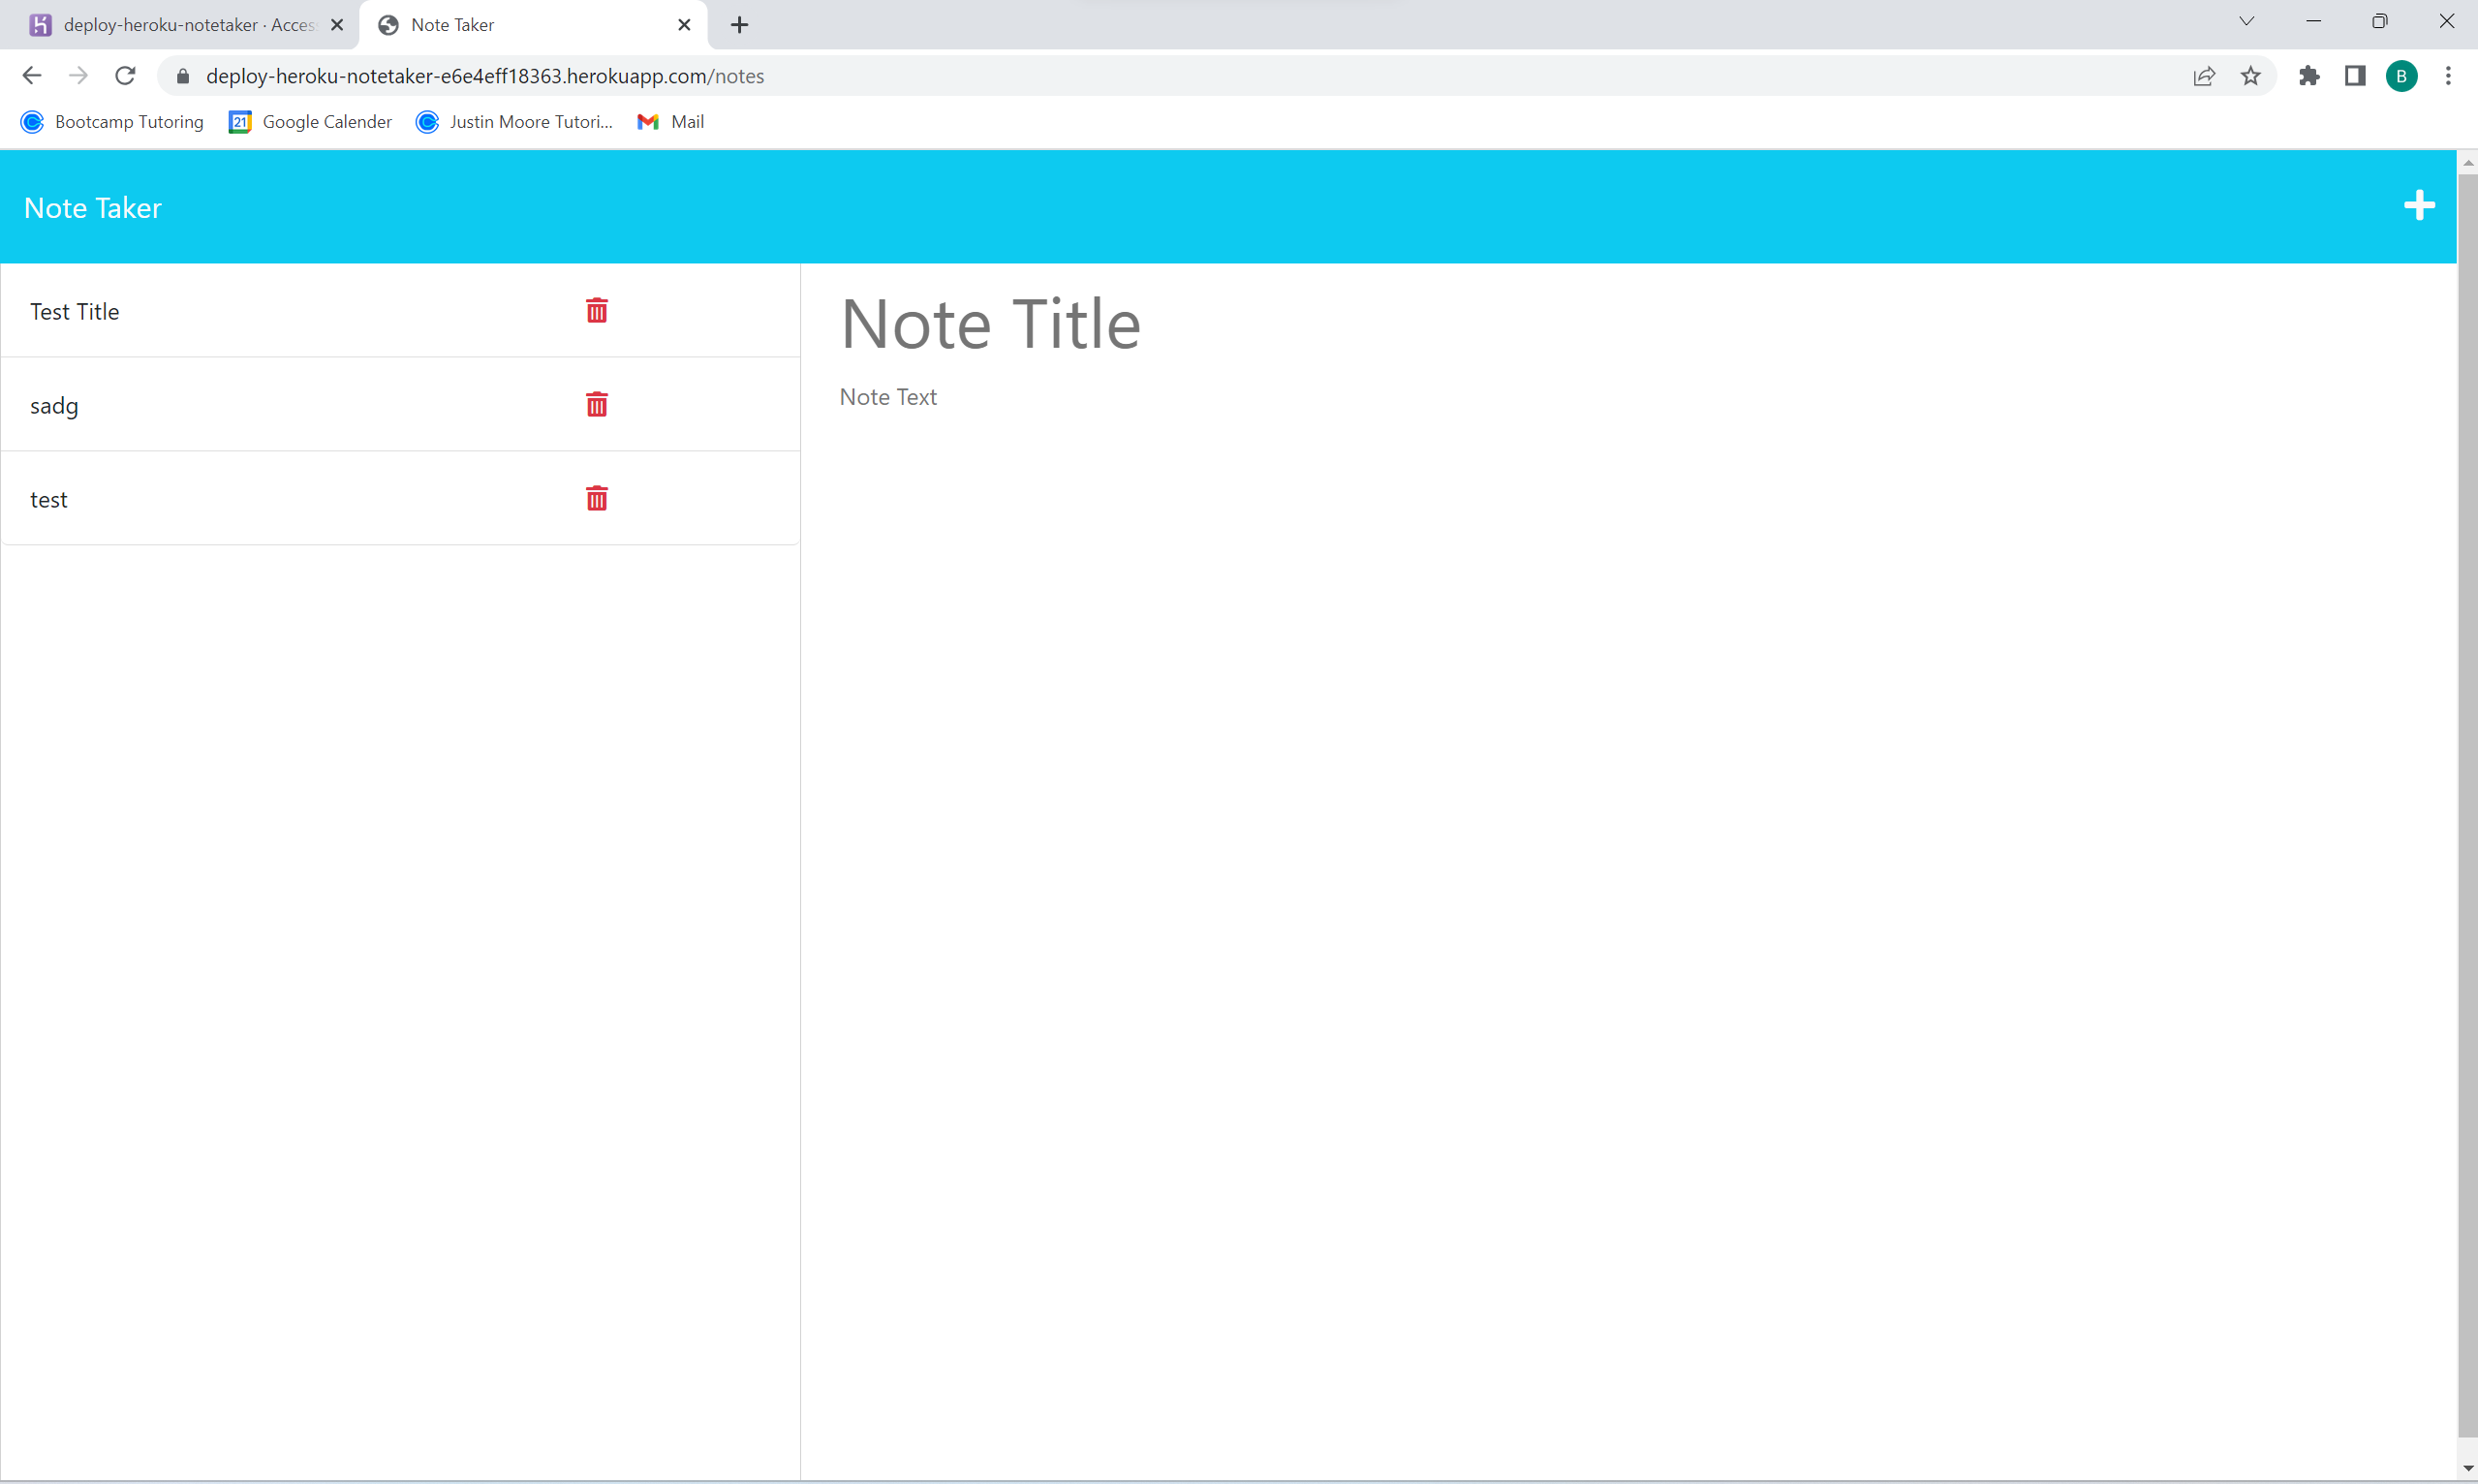 deploy-heroku-notetaker · Acces
Note Taker
deploy-heroku-notetaker-e6e4eff18363.herokuapp.com/notes
B
Bootcamp Tutoring
21
Google Calender
Justin Moore Tutori...
Mail
Note Taker
Test Title
Note Title
Note Text
sadg
test